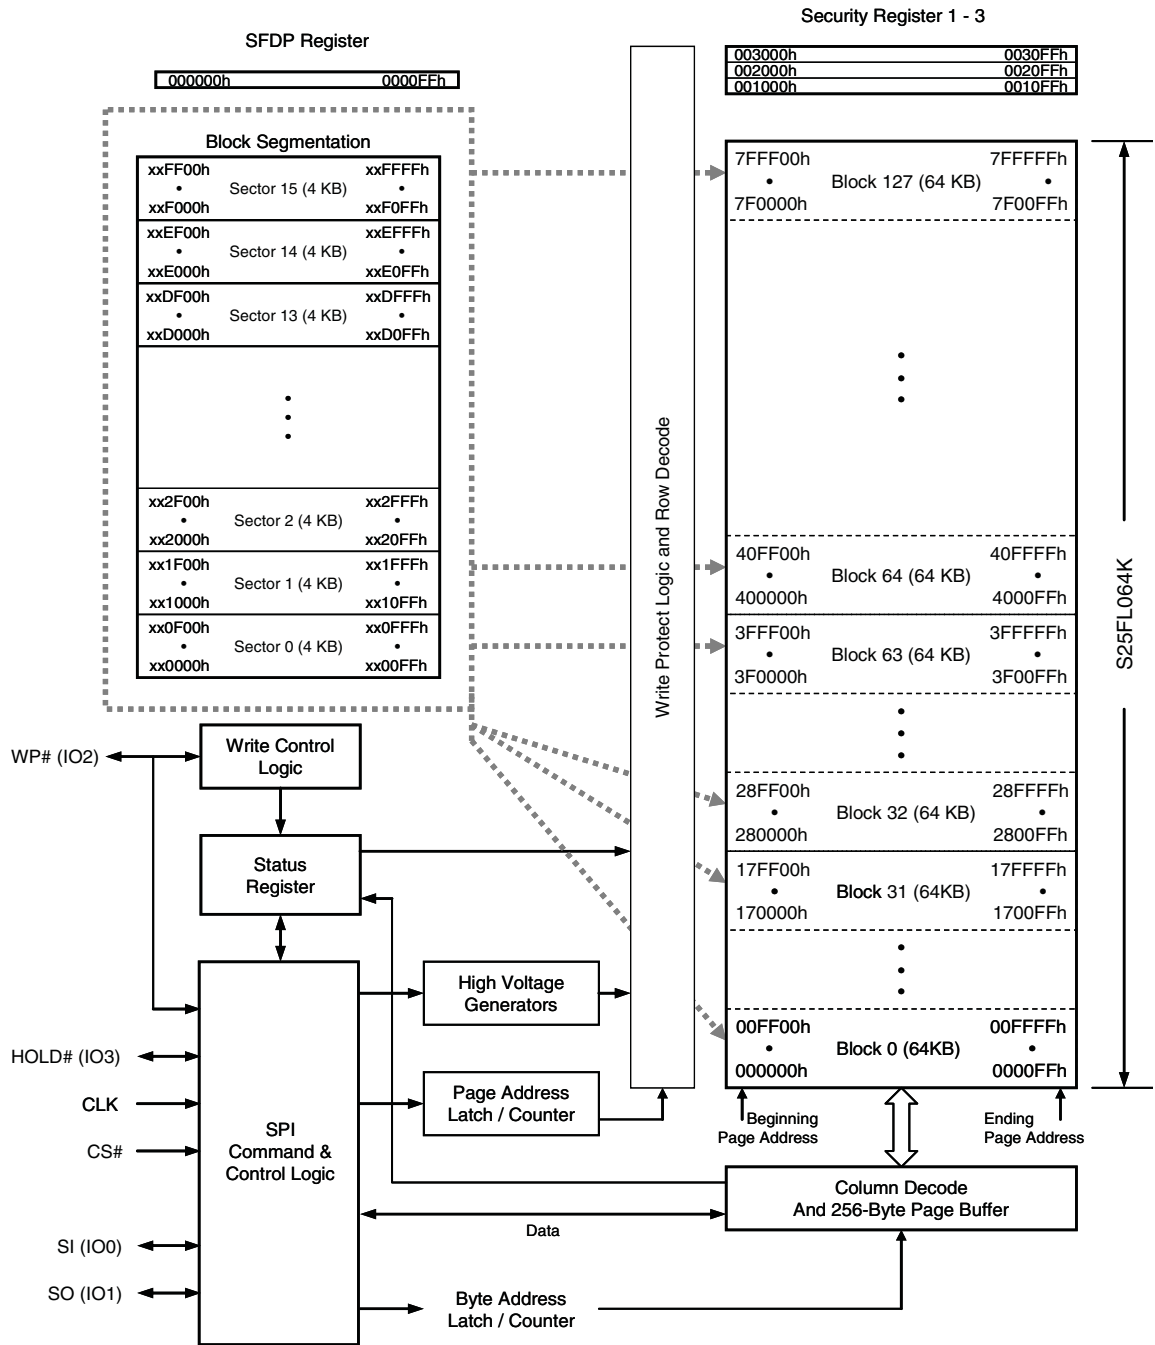 Security Register 1 - 3
SFDP Register
003000h 0030FFh
002000h 0020FFh
001000h 0010FFh
000000h 0000FFh
Block Segmentation
xxFF00h xxFFFFh
Sector 15 (4 KB)
xxF000h xxF0FFh
xxEF00h xxEFFFh
Sector 14 (4 KB)
xxE000h xxE0FFh
xxDF00h xxDFFFh
Sector 13 (4 KB)
xxD000h xxD0FFh
xx2F00h xx2FFFh
Sector 2 (4 KB)
xx2000h xx20FFh
xx1F00h xx1FFFh
Sector 1 (4 KB)
xx1000h xx10FFh
xx0F00h xx0FFFh
Sector 0 (4 KB)
xx0000h xx00FFh
Write Protect Logic and Row Decode
7FFF00h 7FFFFFh
Block 127 (64 KB)
7F0000h 7F00FFh
40FF00h 40FFFFh
Block 64 (64 KB)
400000h 4000FFh
3FFF00h 3FFFFFh
Block 63 (64 KB)
3F0000h 3F00FFh
28FF00h 28FFFFh
Block 32 (64 KB)
280000h 2800FFh
17FF00h 17FFFFh
Block 31 (64KB)
170000h 1700FFh
00FF00h 00FFFFh
Block 0 (64KB)
000000h 0000FFh
S25FL064K
Beginning
Page Address
Ending
Page Address
WP# (IO2)
Write Control
Logic
Status
Register
High Voltage
Generators
HOLD# (IO3)
CLK
CS#
Page Address
Latch / Counter
SPI
Command &
Control Logic
Column Decode
And 256-Byte Page Buffer
Data
SI (IO0)
SO (IO1)
Byte Address
Latch / Counter